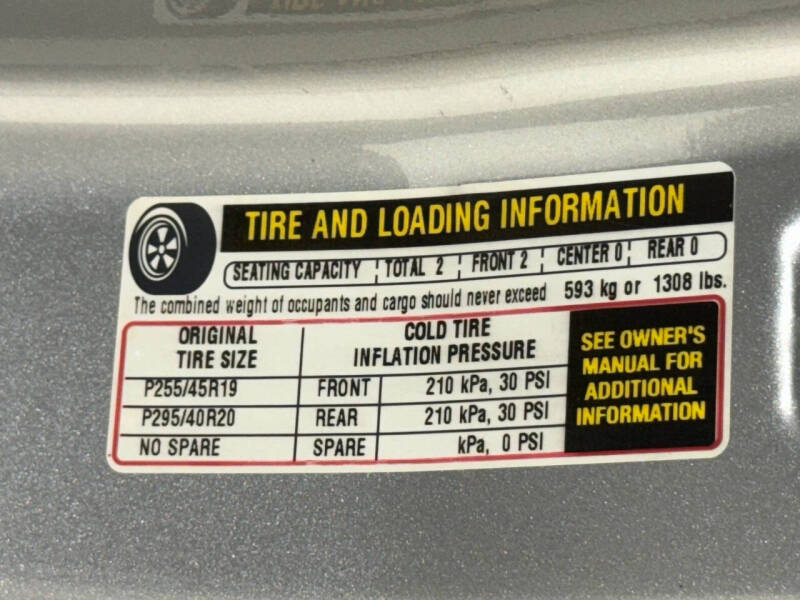 TIRE AND LOADING INFORMATION
SEATING CAPACITY TOTAL 2 FRONT 2 CENTER 0 REAR 0
The combined weight of occupants and cargo should never exceed 593 kg or 1308 lbs.
ORIGINAL TIRE SIZE COLD TIRE INFLATION PRESSURE
P255/45R19 FRONT 210 kPa, 30 PSI
P295/40R20 REAR 210 kPa, 30 PSI
NO SPARE SPARE kPa, 0 PSI
SEE OWNER'S
MANUAL FOR
ADDITIONAL
INFORMATION